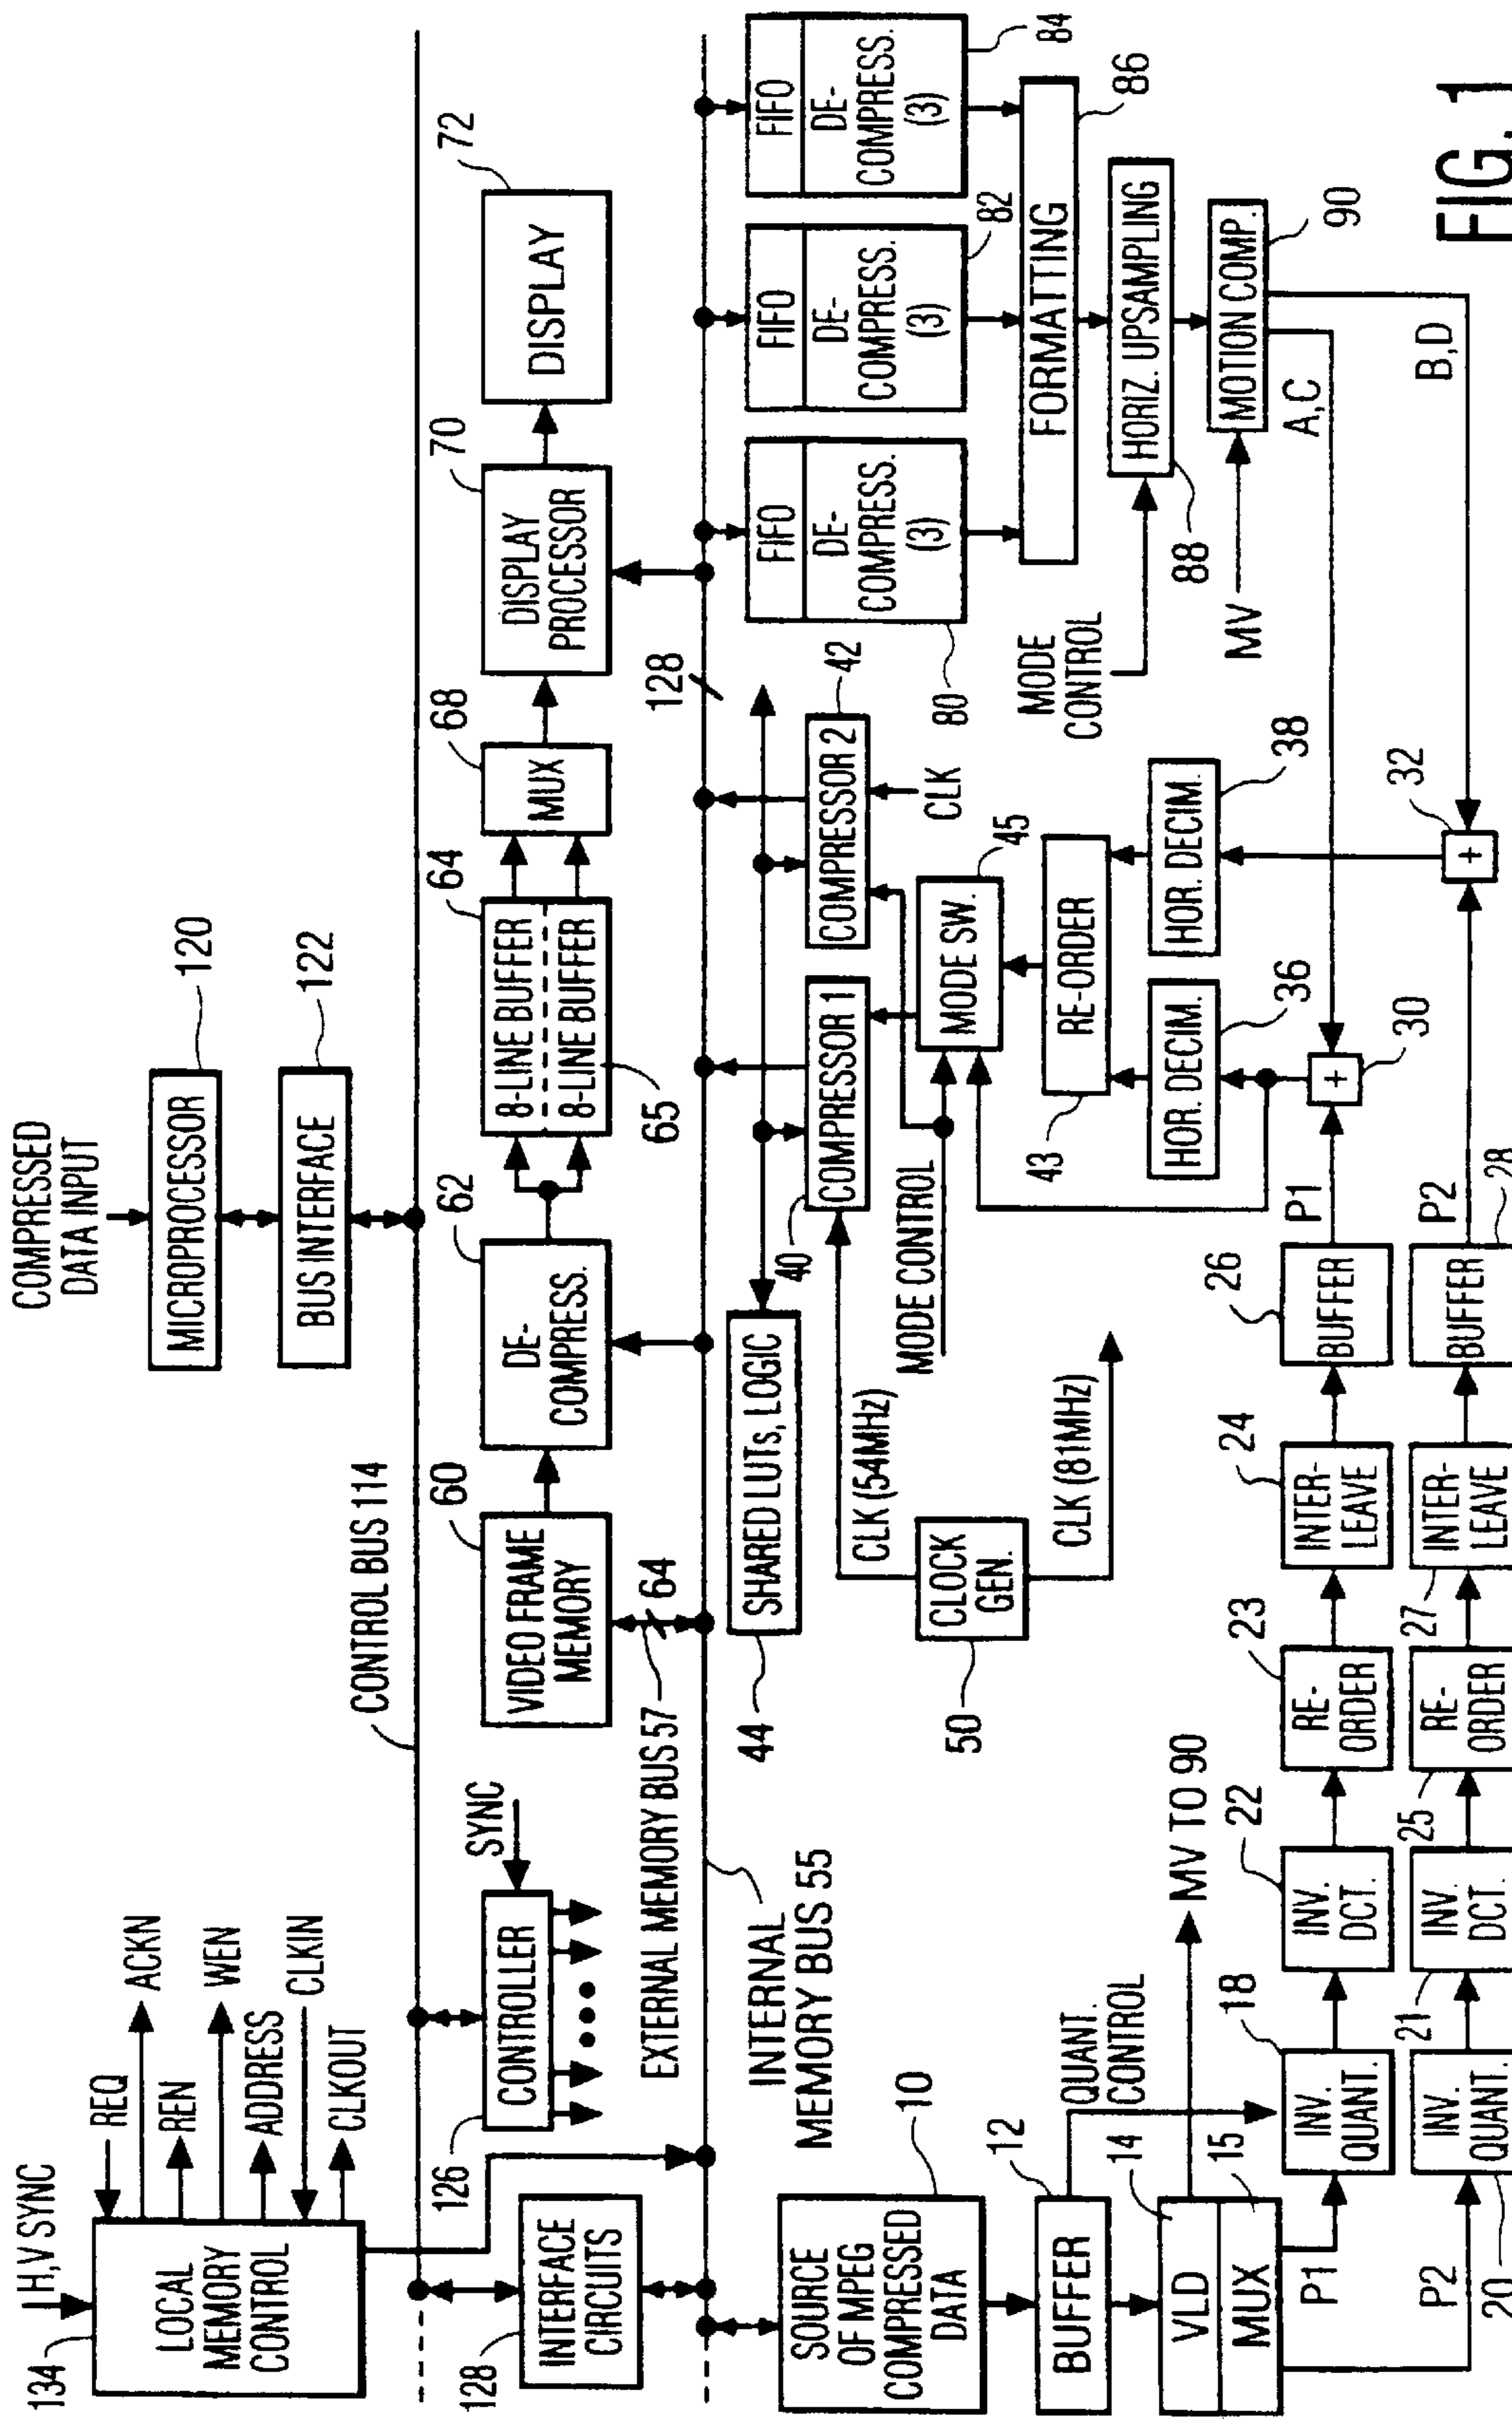 COMPRESSED
DATA INPUT
H,V SYNC
134
LOCAL
MEMORY
CONTROL
REQ
ACKN
REN
WEN
ADDRESS
CLKIN
CLKOUT
MICROPROCESSOR
120
BUS INTERFACE
122
CONTROL BUS 114
128
INTERFACE
CIRCUITS
126
CONTROLLER
SYNC
VIDEO FRAME
MEMORY
60
DE-
COMPRESS.
62
8-LINE BUFFER
8-LINE BUFFER
64
65
MUX
68
DISPLAY
PROCESSOR
70
DISPLAY
72
EXTERNAL MEMORY BUS 57
64
INTERNAL
MEMORY BUS 55
128
SHARED LUTs, LOGIC
44
40
COMPRESSOR 1
COMPRESSOR 2
42
CLK
FIFO
DE-
COMPRESS.
(3)
80
FIFO
DE-
COMPRESS.
(3)
82
FIFO
DE-
COMPRESS.
(3)
84
FORMATTING
86
MODE
CONTROL
HORIZ. UPSAMPLING
88
MV
MOTION COMP.
90
A,C
B,D
CLOCK
GEN.
50
CLK (54MHz)
CLK (81MHz)
MODE CONTROL
MODE SW.
45
RE-ORDER
43
HOR. DECIM.
36
HOR. DECIM.
38
+
30
+
32
SOURCE
OF MPEG
COMPRESSED
DATA
10
BUFFER
12
QUANT.
CONTROL
VLD
14
MUX
15
MV TO 90
P1
INV.
QUANT.
18
INV.
DCT.
22
RE-
ORDER
23
INTER-
LEAVE
24
BUFFER
26
P1
P2
20
INV.
QUANT.
21
INV.
DCT.
25
RE-
ORDER
27
INTER-
LEAVE
BUFFER
28
P2
FIG. 1